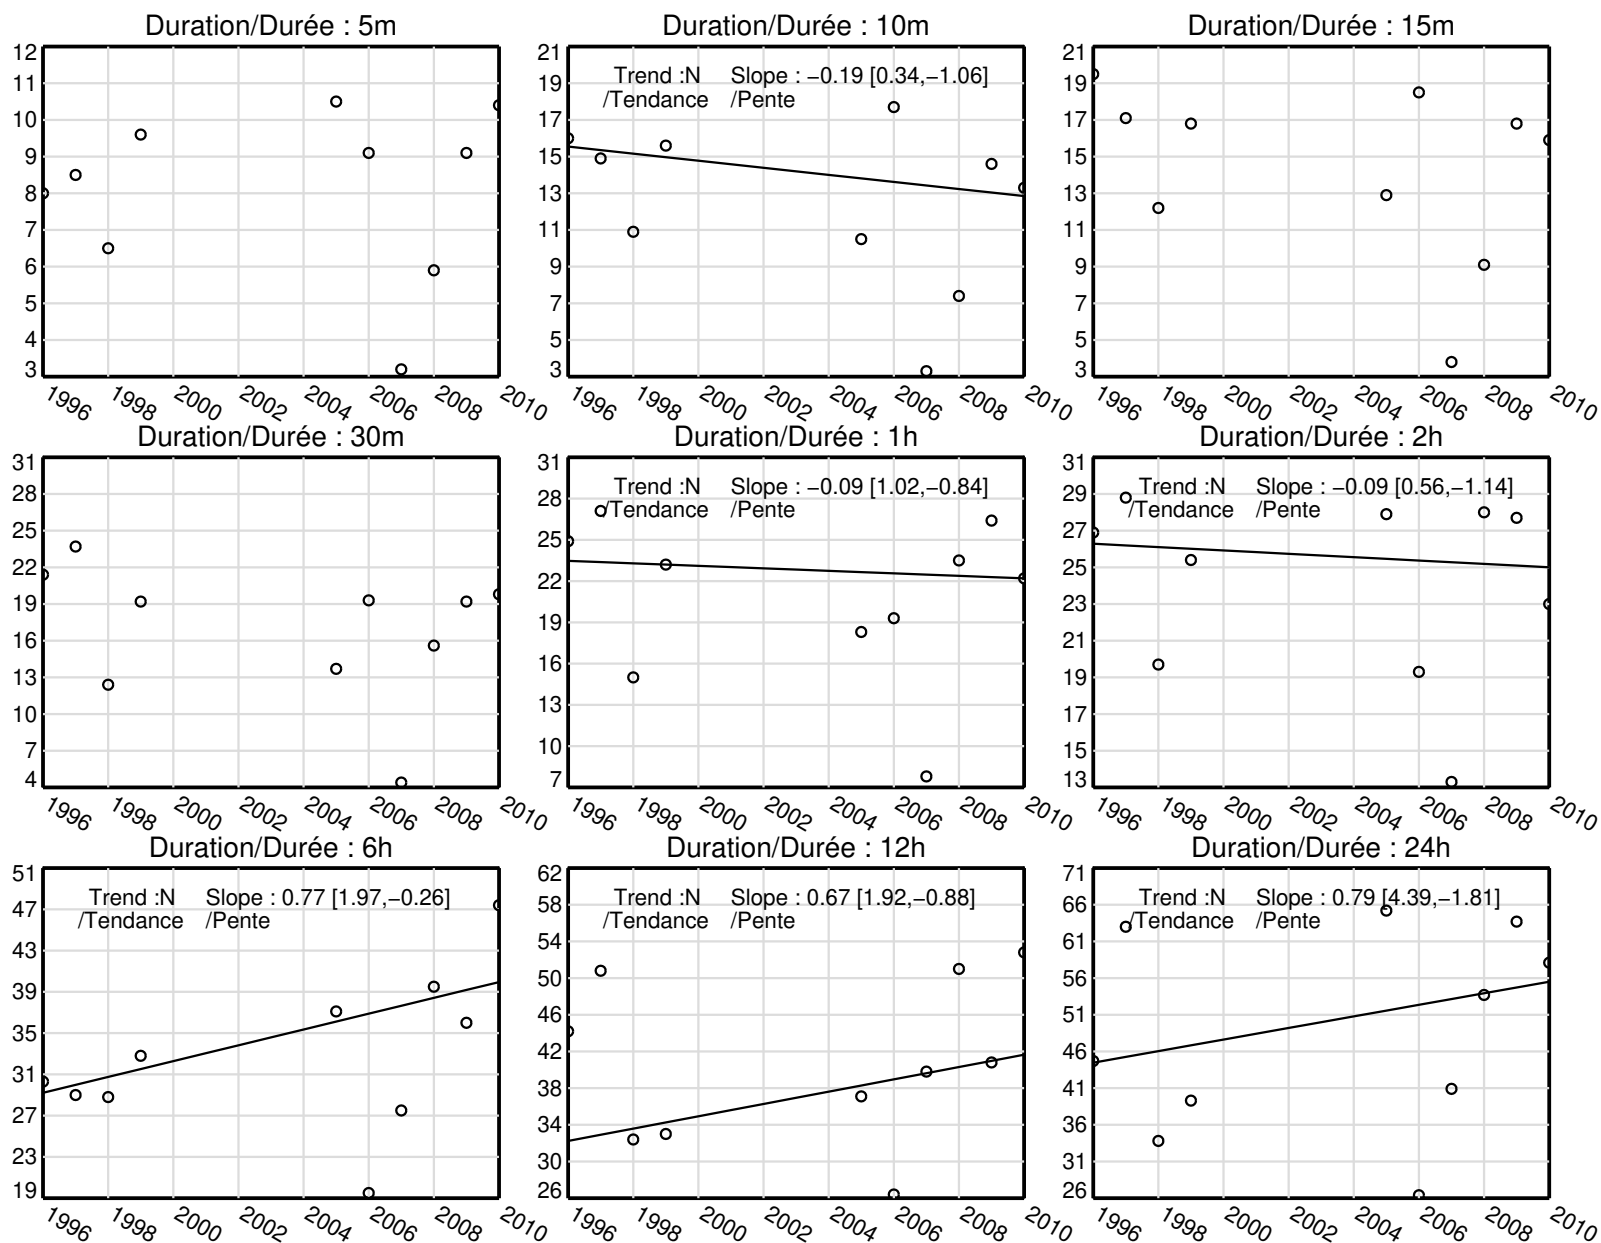 Duration/Durée : 5m
12
11
10
9
8
7
6
5
4
3
1996 1998 2000 2002 2004 2006 2008 2010
Duration/Durée : 10m
Trend :N Slope : −0.19 [0.34,−1.06]
/Tendance /Pente
21
19
17
15
13
11
9
7
5
3
1996 1998 2000 2002 2004 2006 2008 2010
Duration/Durée : 15m
21
19
17
15
13
11
9
7
5
3
1996 1998 2000 2002 2004 2006 2008 2010
Duration/Durée : 30m
31
28
25
22
19
16
13
10
7
4
1996 1998 2000 2002 2004 2006 2008 2010
Duration/Durée : 1h
Trend :N Slope : −0.09 [1.02,−0.84]
/Tendance /Pente
31
28
25
22
19
16
13
10
7
1996 1998 2000 2002 2004 2006 2008 2010
Duration/Durée : 2h
Trend :N Slope : −0.09 [0.56,−1.14]
/Tendance /Pente
31
29
27
25
23
21
19
17
15
13
1996 1998 2000 2002 2004 2006 2008 2010
Duration/Durée : 6h
Trend :N Slope : 0.77 [1.97,−0.26]
/Tendance /Pente
51
47
43
39
35
31
27
23
19
1996 1998 2000 2002 2004 2006 2008 2010
Duration/Durée : 12h
Trend :N Slope : 0.67 [1.92,−0.88]
/Tendance /Pente
62
58
54
50
46
42
38
34
30
26
1996 1998 2000 2002 2004 2006 2008 2010
Duration/Durée : 24h
Trend :N Slope : 0.79 [4.39,−1.81]
/Tendance /Pente
71
66
61
56
51
46
41
36
31
26
1996 1998 2000 2002 2004 2006 2008 2010